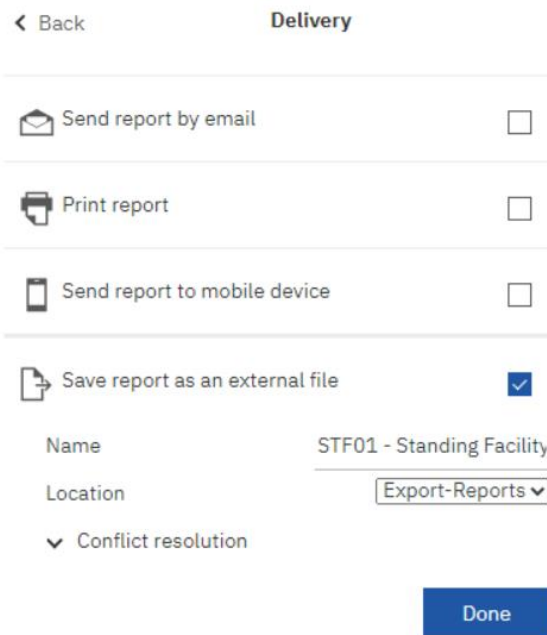 Back
Delivery
Send report by email
Print report
Send report to mobile device
Save report as an external file
Name STF01 - Standing Facility
Location Export-Reports
Conflict resolution
Done